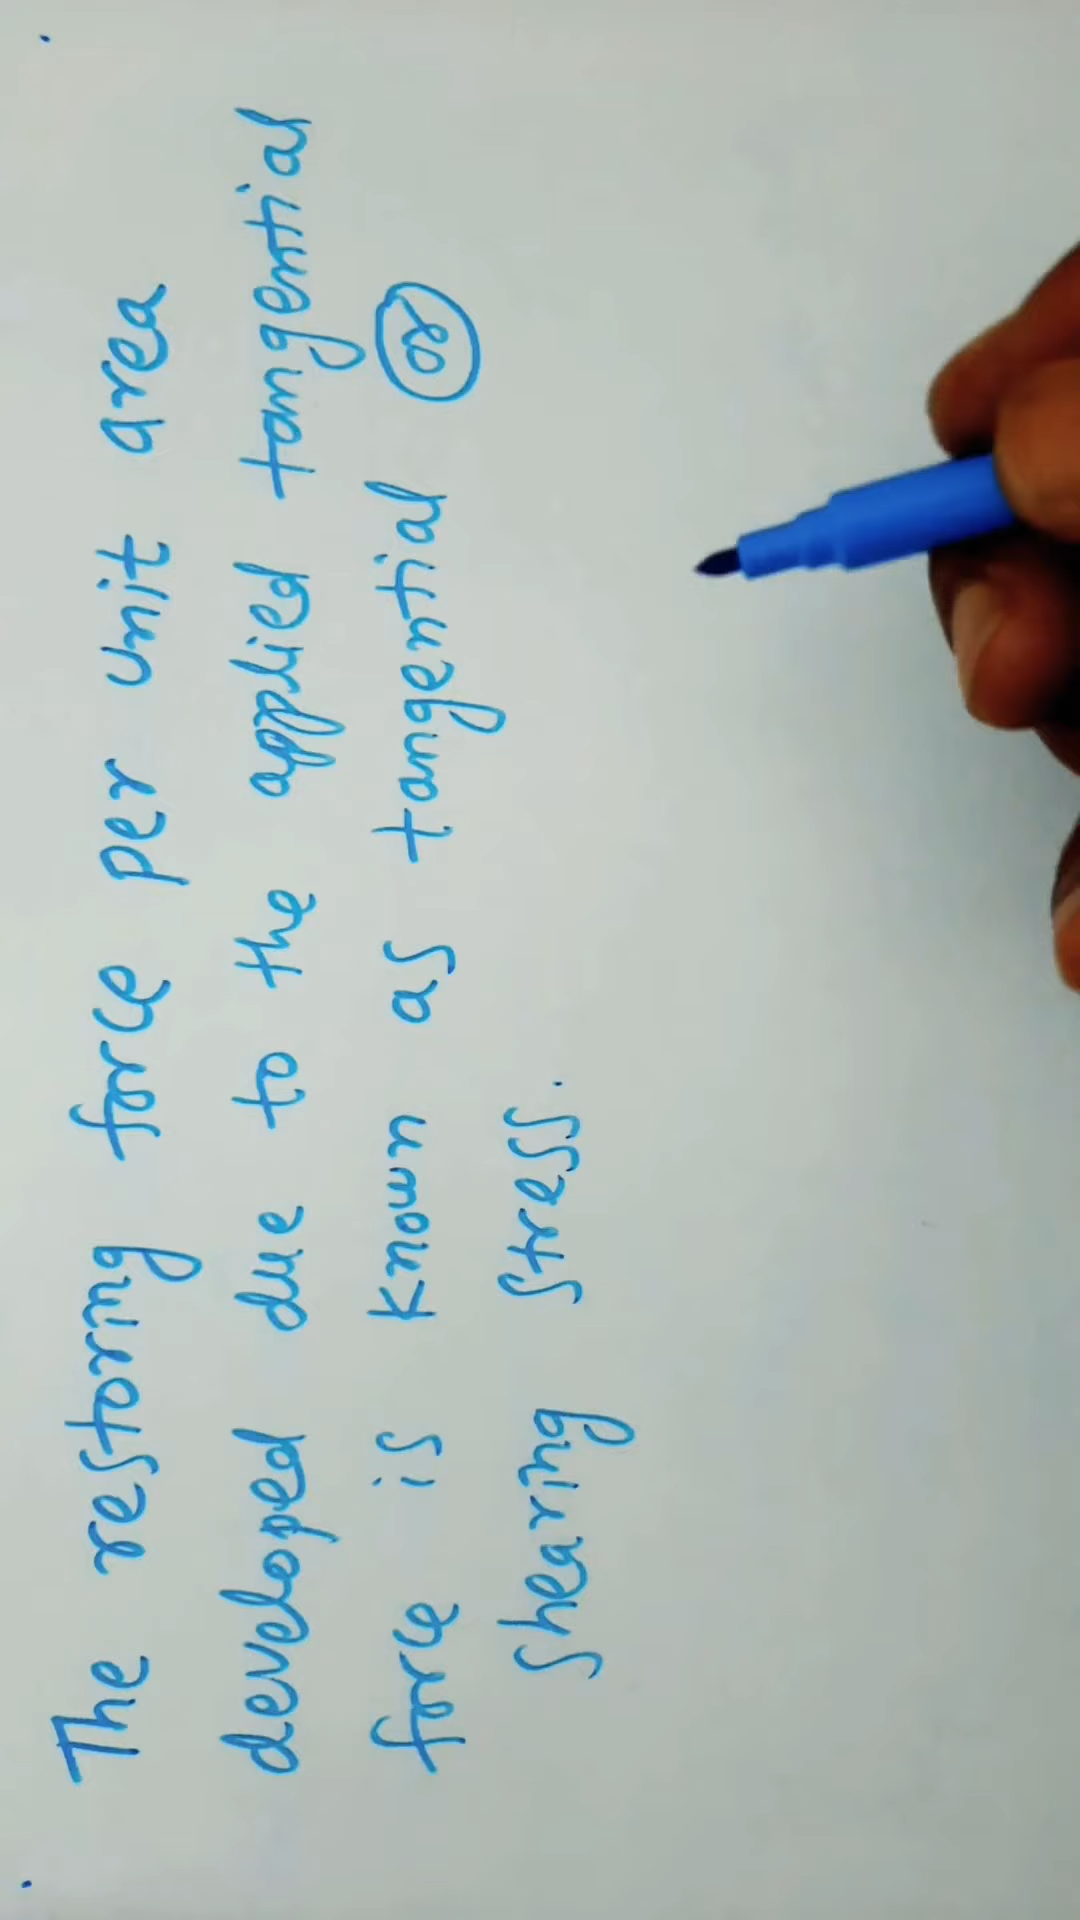 The restoring force per unit area
developed due to the applied tangential
force is known as tangential or
Shearing stress.